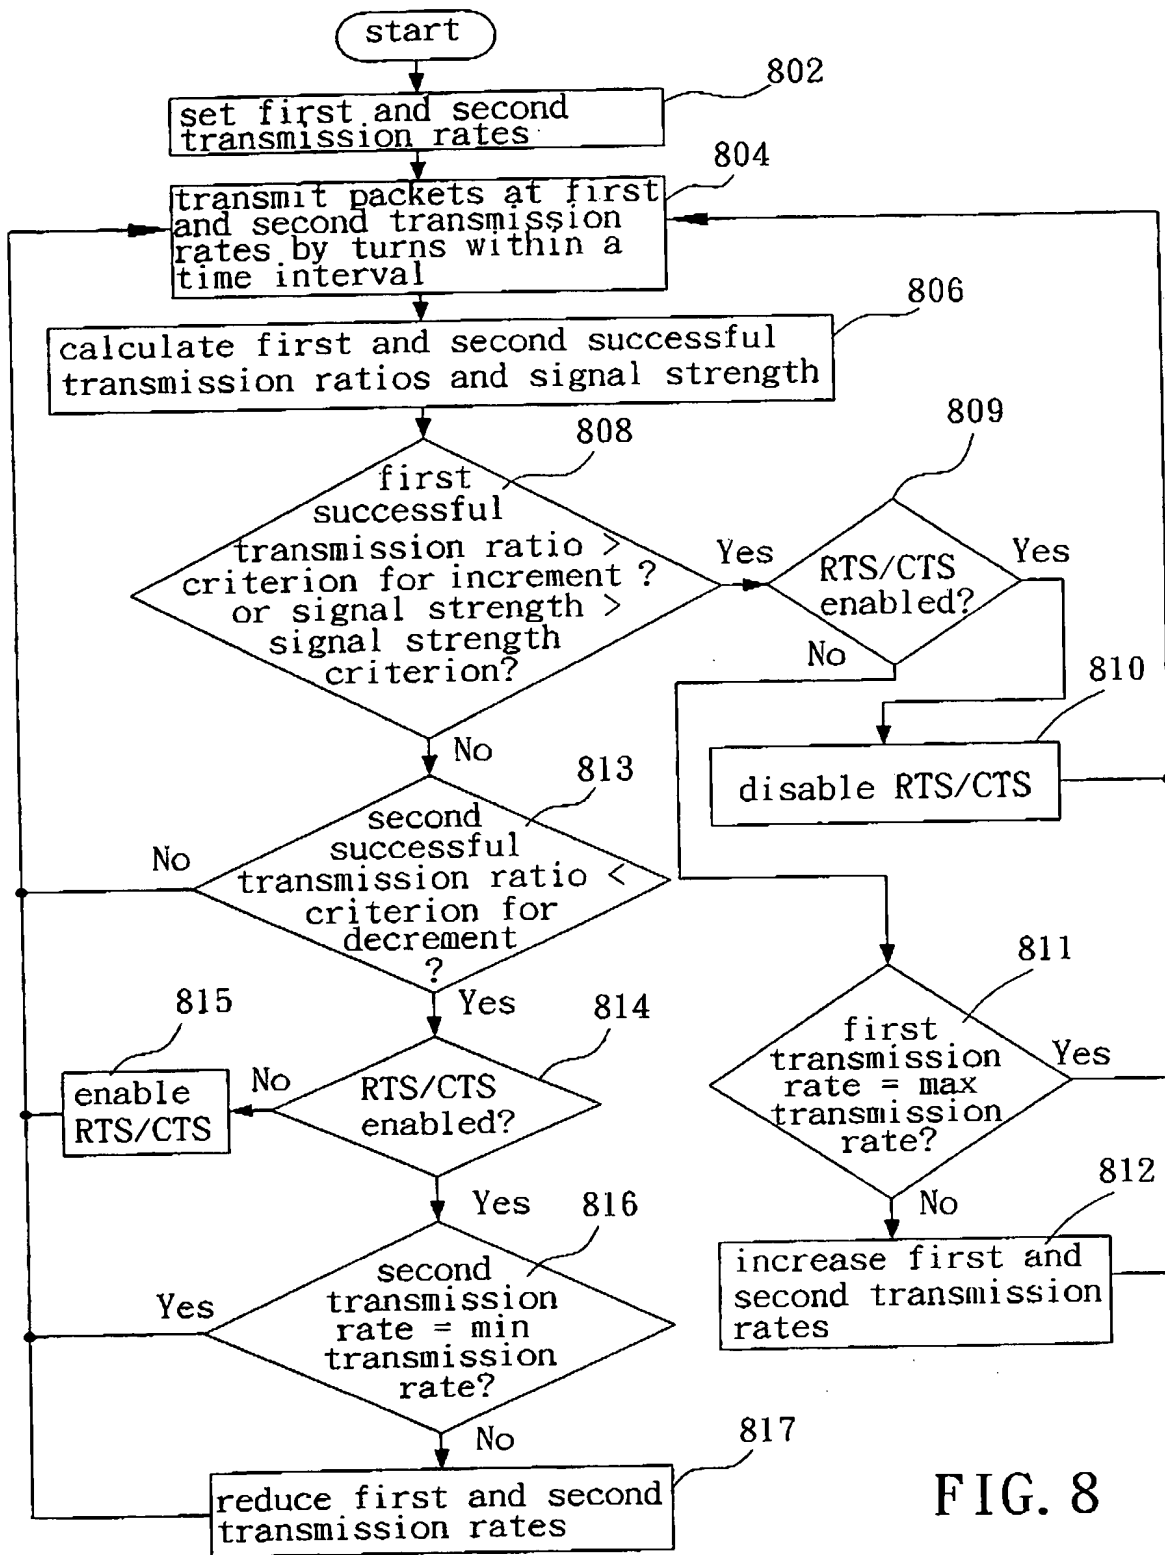 start
802
set first and second
transmission rates
804
transmit packets at first
and second transmission
rates by turns within a
time interval
806
calculate first and second successful
transmission ratios and signal strength
808
first
successful
transmission ratio >
criterion for increment ?
or signal strength >
signal strength
criterion?
Yes
No
809
RTS/CTS
enabled?
Yes
No
810
disable RTS/CTS
813
second
successful
transmission ratio <
criterion for
decrement
?
No
Yes
811
first
transmission
rate = max
transmission
rate?
Yes
No
815
enable
RTS/CTS
814
RTS/CTS
enabled?
No
Yes
812
increase first and
second transmission
rates
816
second
transmission
rate = min
transmission
rate?
Yes
No
817
reduce first and second
transmission rates
FIG. 8